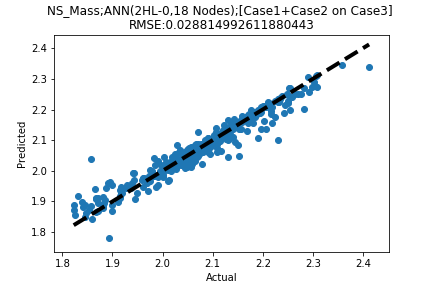 NS_Mass;ANN(2HL-0,18 Nodes);[Case1+Case2 on Case3]
RMSE:0.028814992611880443
2.4
2.3
2.2
2.1
2.0
1.9
1.8
Predicted
1.8 1.9 2.0 2.1 2.2 2.3 2.4
Actual